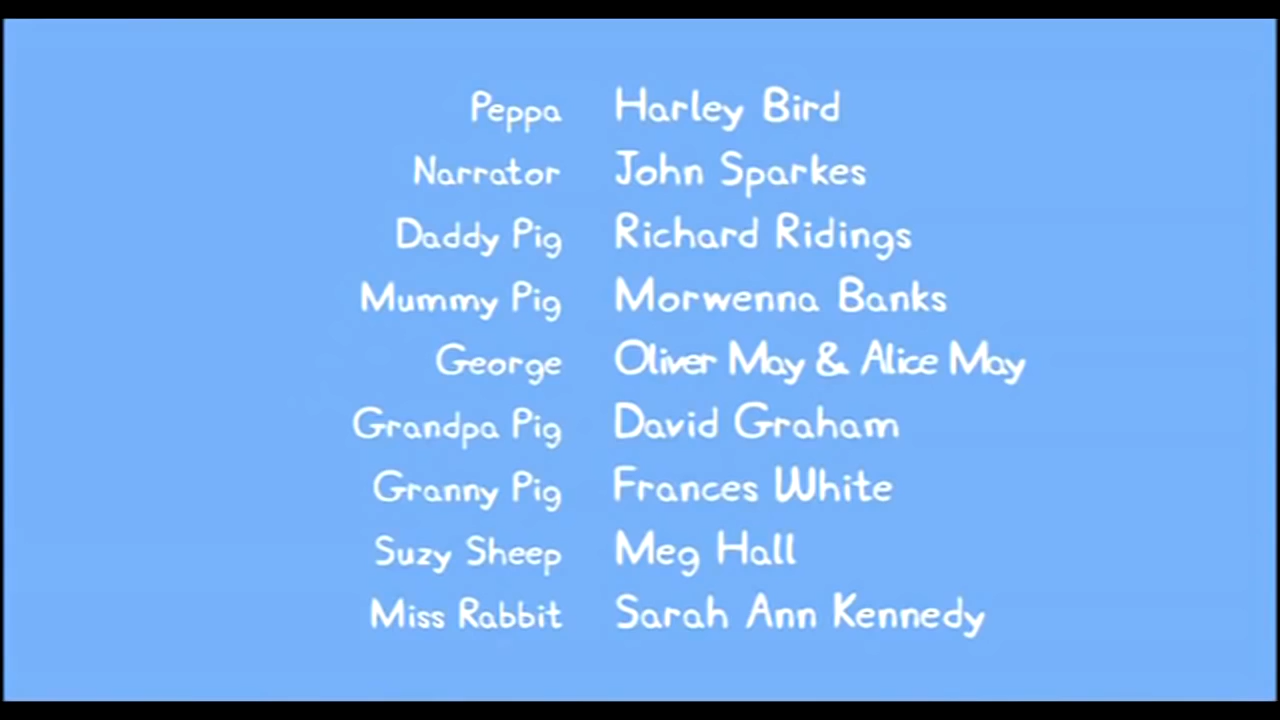 Peppa Harley Bird
Narrator John Sparkes
Daddy Pig Richard Ridings
Mummy Pig Morwenna Banks
George Oliver May & Alice May
Grandpa Pig David Graham
Granny Pig Frances White
Suzy Sheep Meg Hall
Miss Rabbit Sarah Ann Kennedy